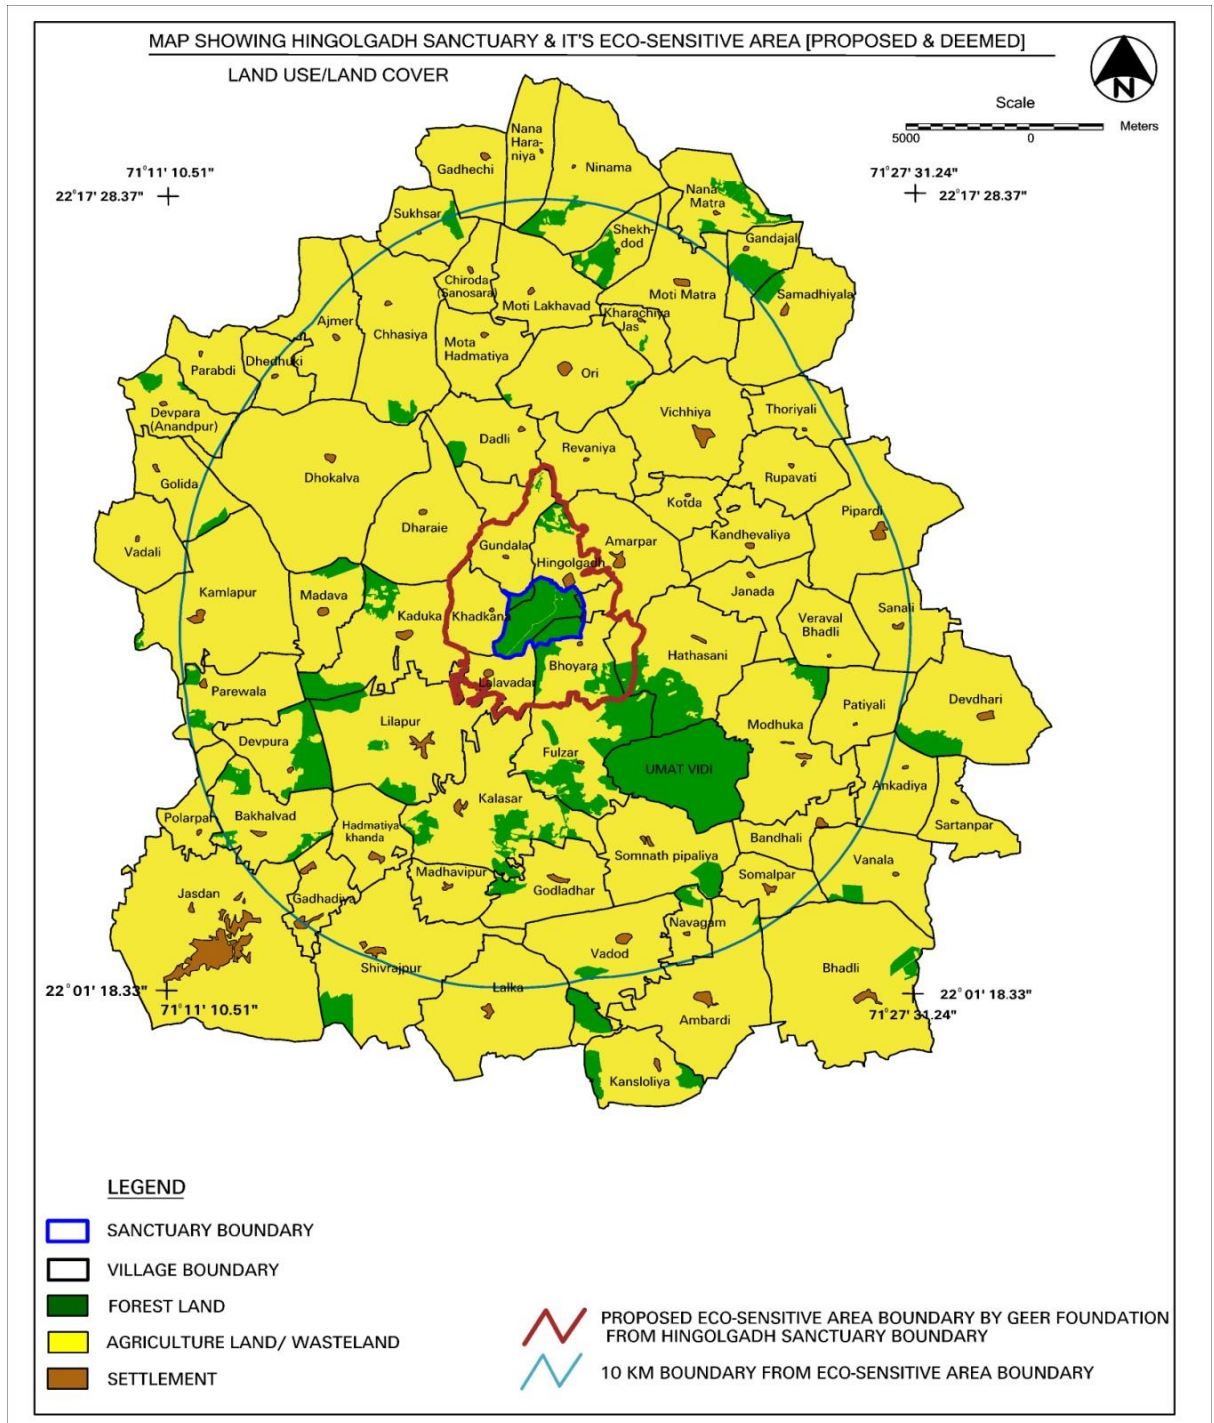 MAP SHOWING HINGOLGADH SANCTUARY & IT'S ECO-SENSITIVE AREA [PROPOSED & DEEMED]
LAND USE/LAND COVER
N
Scale
5000 0 Meters
71°11' 10.51"
22°17' 28.37"
71°27' 31.24"
22°17' 28.37"
Nana
Hara-
niya
Gadhechi
Ninama
Nana
Matra
Sukhsar
Shekh-
dod
Gandajal
Chiroda
(Sanosara)
Moti Lakhavad
Moti Matra
Samadhiyala
Kharachiya
Jas
Ajmer
Chhasiya
Mota
Hadmatiya
Ori
Parabdi
Dhedhuki
Devpara
(Anandpur)
Vichhiya
Thoriyali
Dadli
Revaniya
Golida
Dhokalva
Rupavati
Kotda
Pipardi
Dharaie
Vadali
Gundala
Amarpar
Kandhevaliya
Hingolgadh
Kamlapur
Madava
Kaduka
Khadkana
Janada
Veraval
Bhadli
Sanali
Hathasani
Bhoyara
Parewala
Lalavadar
Devdhari
Patiyali
Modhuka
Lilapur
Devpura
Fulzar
UMAT VIDI
Ankadiya
Kalasar
Polarpar
Bakhalvad
Hadmatiya
khanda
Sartanpar
Bandhali
Somnath pipaliya
Vanala
Madhavipur
Godladhar
Somalpar
Jasdan
Gadhadiya
Navagam
Vadod
Shivrajpur
Bhadli
Lalka
Ambardi
Kansloliya
22°01' 18.33"
71°11' 10.51"
22°01' 18.33"
71°27' 31.24"
LEGEND
SANCTUARY BOUNDARY
VILLAGE BOUNDARY
FOREST LAND
AGRICULTURE LAND/ WASTELAND
SETTLEMENT
PROPOSED ECO-SENSITIVE AREA BOUNDARY BY GEER FOUNDATION
FROM HINGOLGADH SANCTUARY BOUNDARY
10 KM BOUNDARY FROM ECO-SENSITIVE AREA BOUNDARY